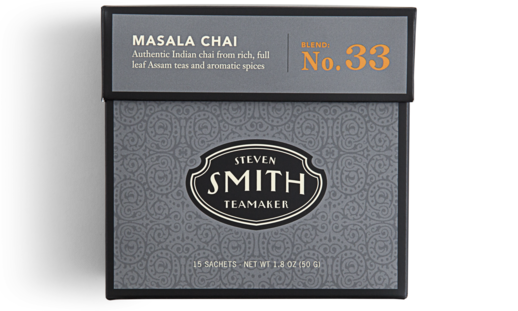 MASALA CHAI
Authentic Indian chai from rich, full
leaf Assam teas and aromatic spices
BLEND:
No. 33
STEVEN
SMITH
TEAMAKER
15 SACHETS · NET WT 1.8 OZ (50 G)